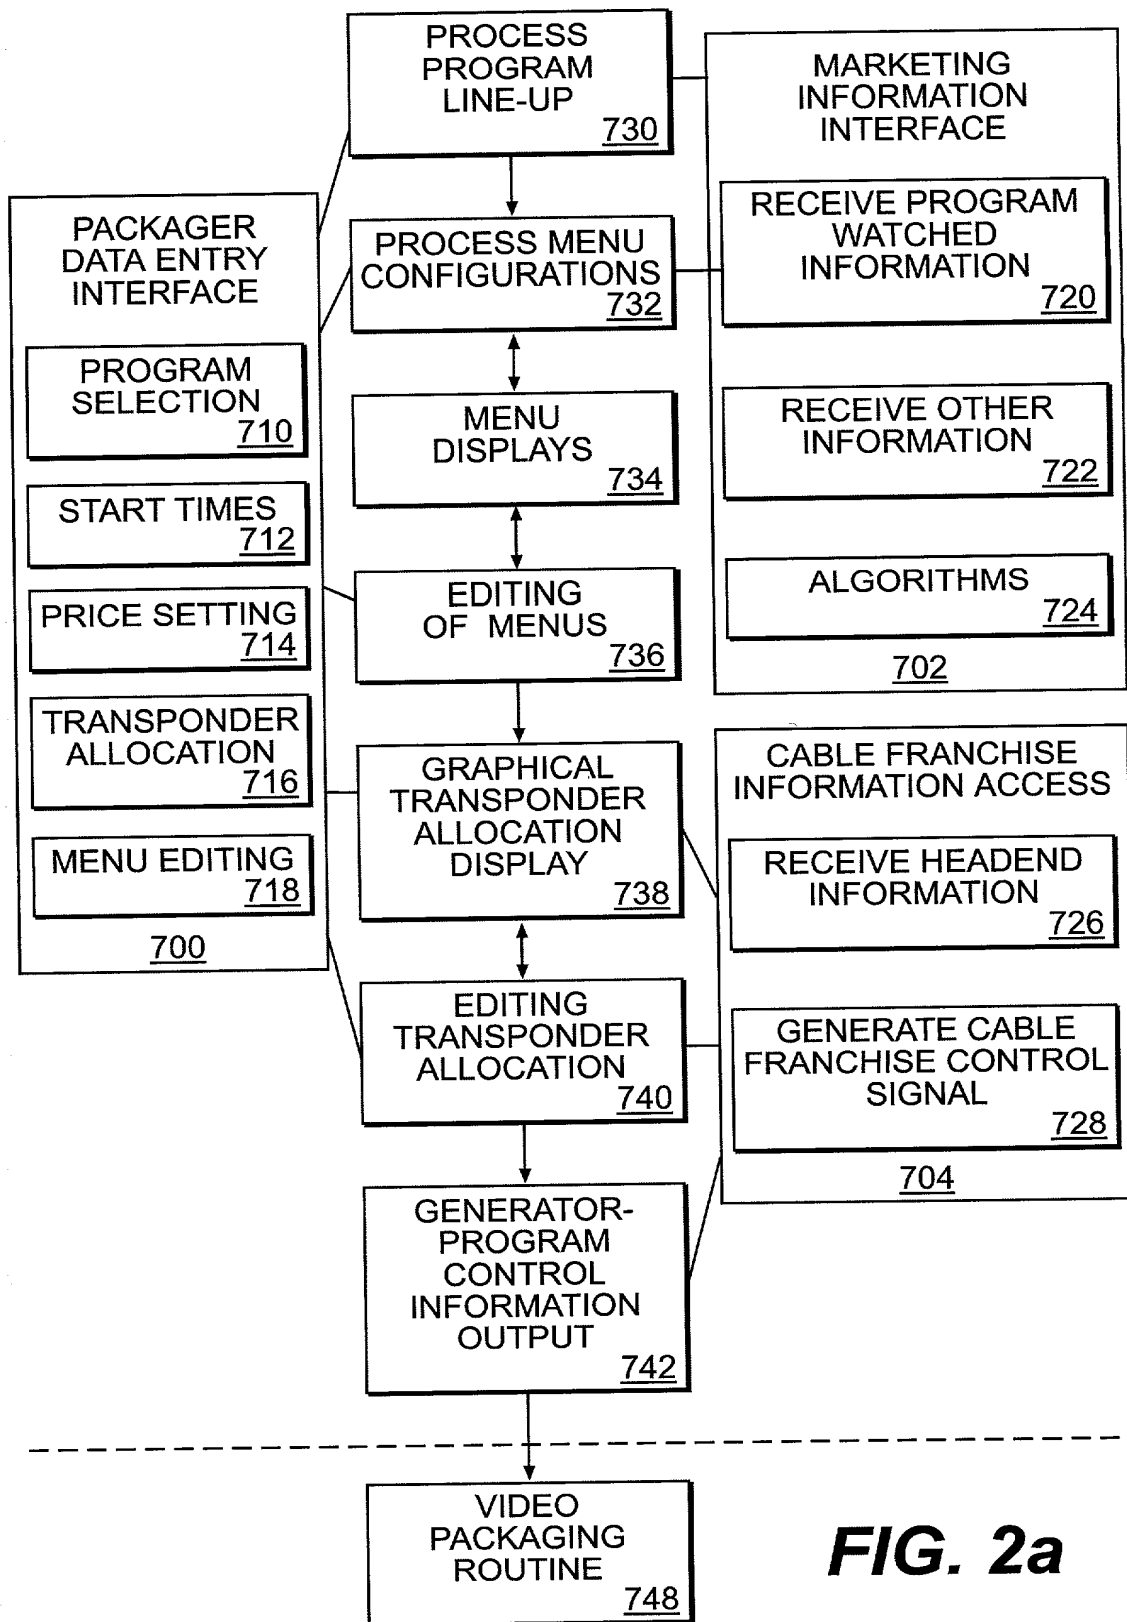 PROCESS
PROGRAM
LINE-UP
730
MARKETING
INFORMATION
INTERFACE
RECEIVE PROGRAM
WATCHED
INFORMATION
720
RECEIVE OTHER
INFORMATION
722
ALGORITHMS
724
702
PACKAGER
DATA ENTRY
INTERFACE
PROGRAM
SELECTION
710
START TIMES
712
PRICE SETTING
714
TRANSPONDER
ALLOCATION
716
MENU EDITING
718
700
PROCESS MENU
CONFIGURATIONS
732
MENU
DISPLAYS
734
EDITING
OF MENUS
736
GRAPHICAL
TRANSPONDER
ALLOCATION
DISPLAY
738
EDITING
TRANSPONDER
ALLOCATION
740
CABLE FRANCHISE
INFORMATION ACCESS
RECEIVE HEADEND
INFORMATION
726
GENERATE CABLE
FRANCHISE CONTROL
SIGNAL
728
704
GENERATOR-
PROGRAM
CONTROL
INFORMATION
OUTPUT
742
VIDEO
PACKAGING
ROUTINE
748
FIG. 2a